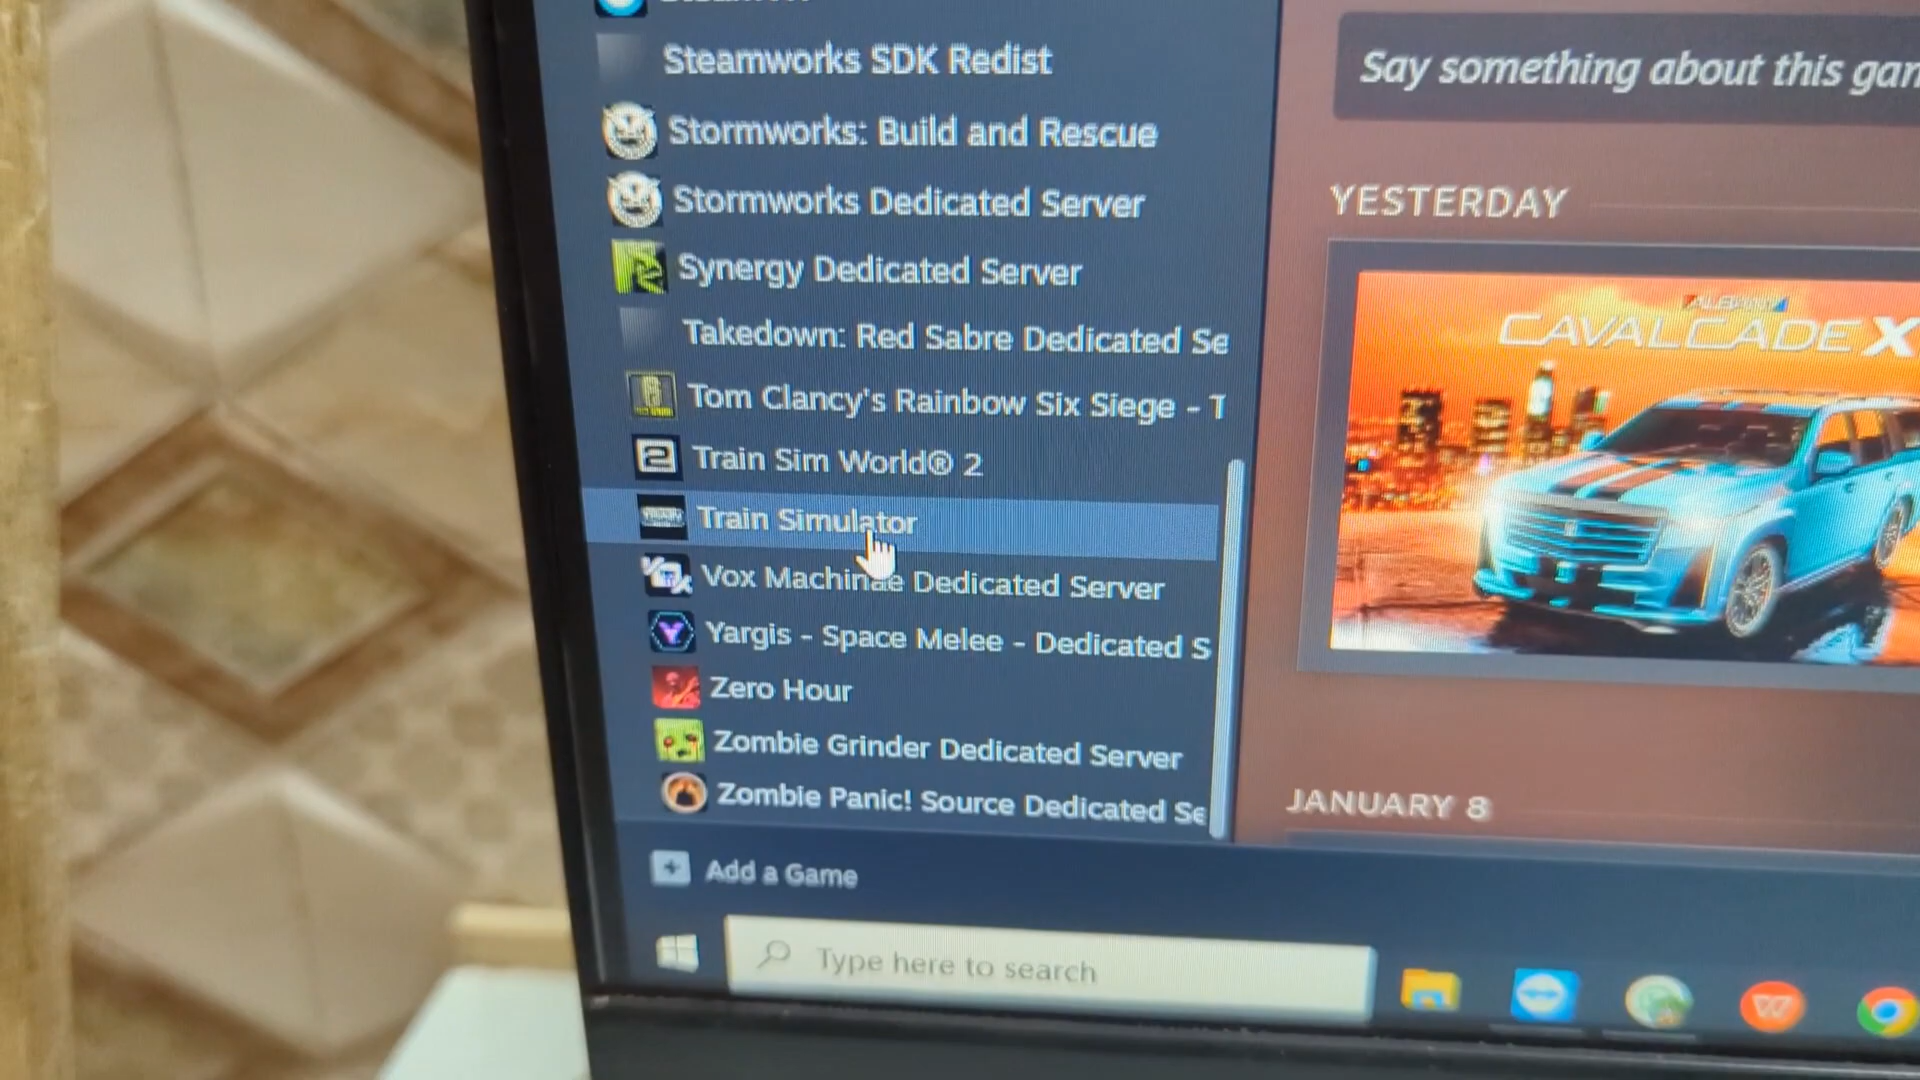 Steamworks SDK Redist
Stormworks: Build and Rescue
Stormworks Dedicated Server
Synergy Dedicated Server
Takedown: Red Sabre Dedicated Se
Tom Clancy's Rainbow Six Siege - T
Train Sim World® 2
Train Simulator
Vox Machinae Dedicated Server
Yargis - Space Melee - Dedicated S
Zero Hour
Zombie Grinder Dedicated Server
Zombie Panic! Source Dedicated Se
Add a Game
Type here to search
Say something about this gam
YESTERDAY
CAVALCADE X
JANUARY 8